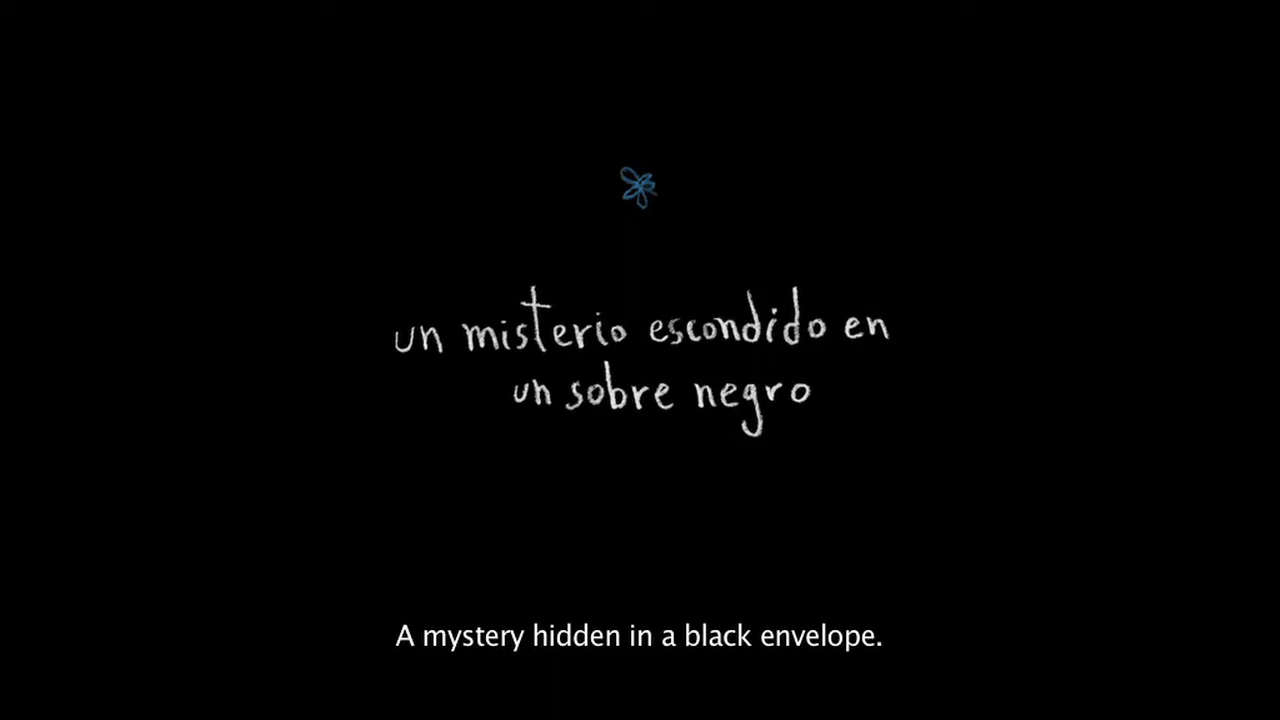 un misterio escondido en
un sobre negro
A mystery hidden in a black envelope.